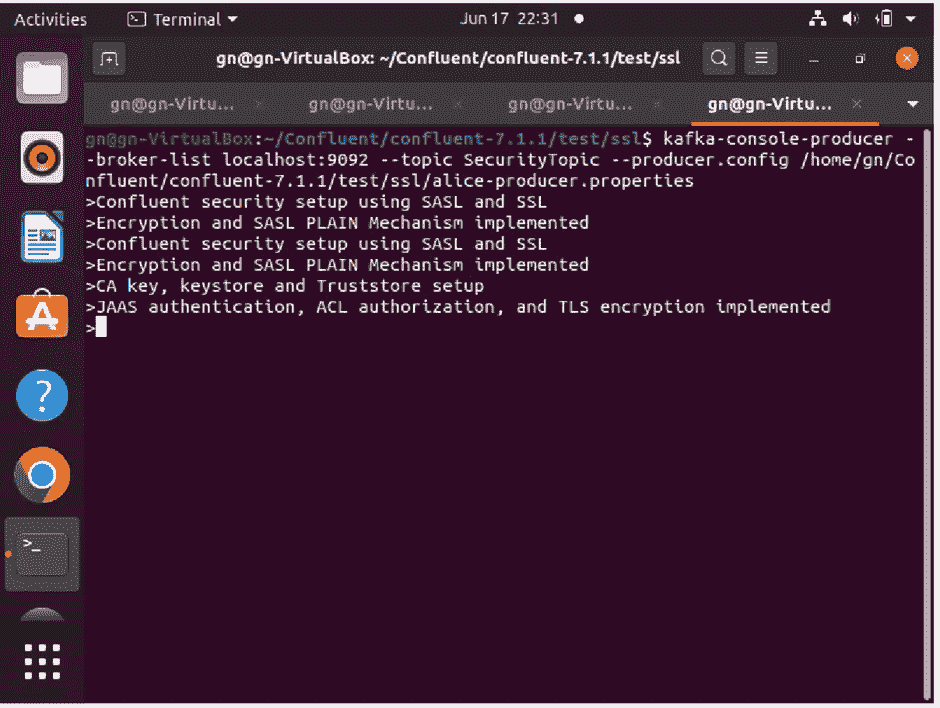 Activities
Terminal
Jun 17 22:31
gn@gn-VirtualBox: ~/Confluent/confluent-7.1.1/test/ssl
gn@gn-Virtu...
gn@gn-Virtu...
gn@gn-Virtu...
gn@gn-Virtu...
gn@gn-VirtualBox:~/Confluent/confluent-7.1.1/test/ssl$ kafka-console-producer -
-broker-list localhost:9092 --topic SecurityTopic --producer.config /home/gn/Co
nfluent/confluent-7.1.1/test/ssl/alice-producer.properties
>Confluent security setup using SASL and SSL
>Encryption and SASL PLAIN Mechanism implemented
>Confluent security setup using SASL and SSL
>Encryption and SASL PLAIN Mechanism implemented
>CA key, keystore and Truststore setup
>JAAS authentication, ACL authorization, and TLS encryption implemented
>